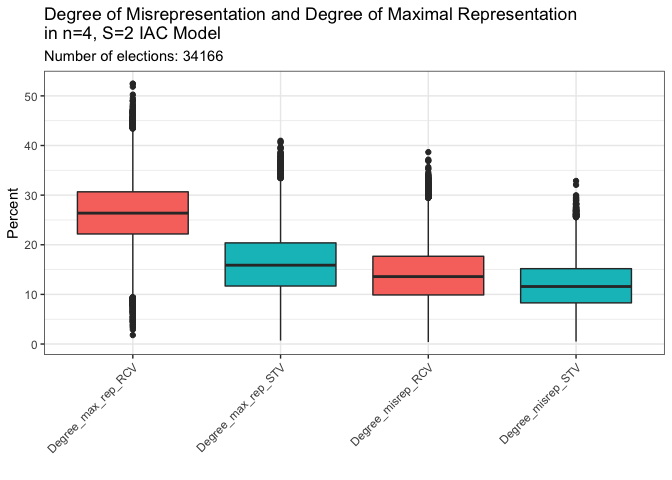 Degree of Misrepresentation and Degree of Maximal Representation
in n=4, S=2 IAC Model
Number of elections: 34166
Percent
50
40
30
20
10
0
Degree_max_rep_RCV
Degree_max_rep_STV
Degree_misrep_RCV
Degree_misrep_STV